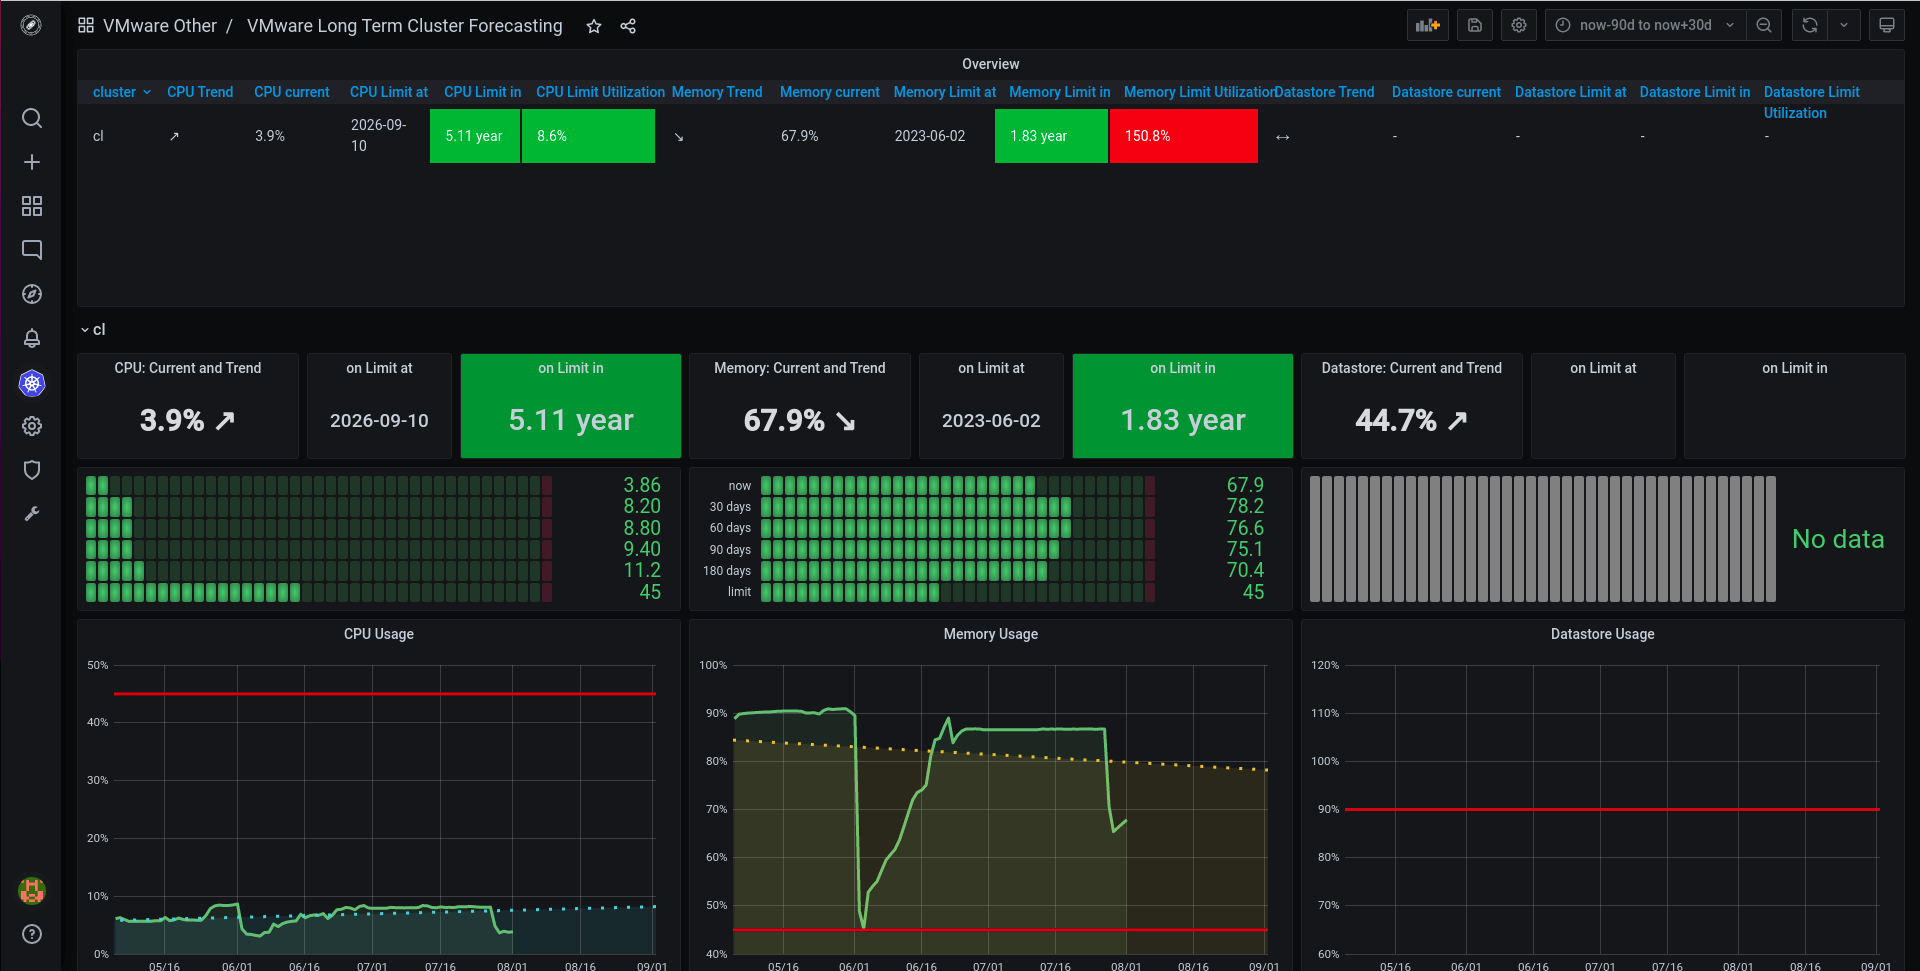 VMware Other / VMware Long Term Cluster Forecasting
now-90d to now+30d
Overview
cluster CPU Trend CPU current CPU Limit at CPU Limit in CPU Limit Utilization Memory Trend Memory current Memory Limit at Memory Limit in Memory Limit Utilization Datastore Trend Datastore current Datastore Limit at Datastore Limit in Datastore Limit
Utilization
cl ↗ 3.9% 2026-09-
10 5.11 year 8.6% ↘ 67.9% 2023-06-02 1.83 year 150.8% ↔ - - - -
cl
CPU: Current and Trend on Limit at on Limit in Memory: Current and Trend on Limit at on Limit in Datastore: Current and Trend on Limit at on Limit in
3.9% ↗ 2026-09-10 5.11 year 67.9% ↘ 2023-06-02 1.83 year 44.7% ↗
3.86
8.20
8.80
9.40
11.2
45
now 67.9
30 days 78.2
60 days 76.6
90 days 75.1
180 days 70.4
limit 45
No data
CPU Usage
50%
40%
30%
20%
10%
0%
05/16 06/01 06/16 07/01 07/16 08/01 08/16 09/01
Memory Usage
100%
90%
80%
70%
60%
50%
40%
05/16 06/01 06/16 07/01 07/16 08/01 08/16 09/01
Datastore Usage
120%
110%
100%
90%
80%
70%
60%
05/16 06/01 06/16 07/01 07/16 08/01 08/16 09/01